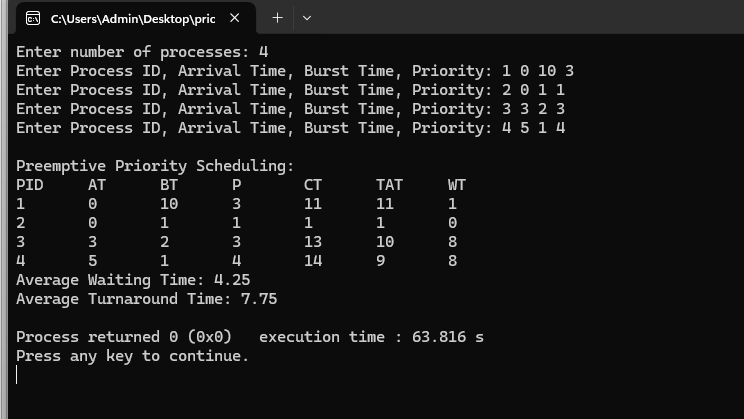 C:\Users\Admin\Desktop\pric
Enter number of processes: 4
Enter Process ID, Arrival Time, Burst Time, Priority: 1 0 10 3
Enter Process ID, Arrival Time, Burst Time, Priority: 2 0 1 1
Enter Process ID, Arrival Time, Burst Time, Priority: 3 3 2 3
Enter Process ID, Arrival Time, Burst Time, Priority: 4 5 1 4
Preemptive Priority Scheduling:
PID AT BT P CT TAT WT
1 0 10 3 11 11 1
2 0 1 1 1 1 0
3 3 2 3 13 10 8
4 5 1 4 14 9 8
Average Waiting Time: 4.25
Average Turnaround Time: 7.75
Process returned 0 (0x0)   execution time : 63.816 s
Press any key to continue.